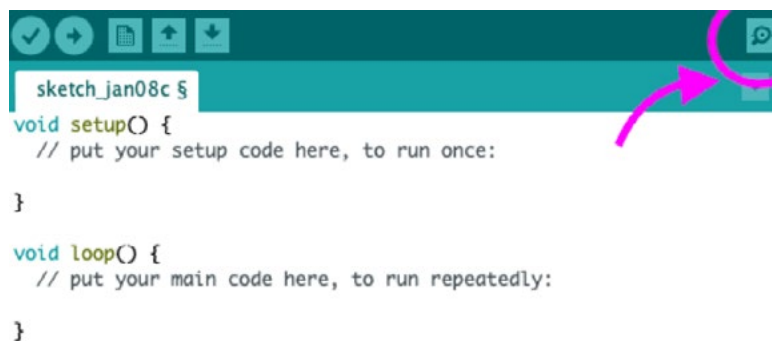 sketch_jan08c §
void setup() {
  // put your setup code here, to run once:

}

void loop() {
  // put your main code here, to run repeatedly:

}